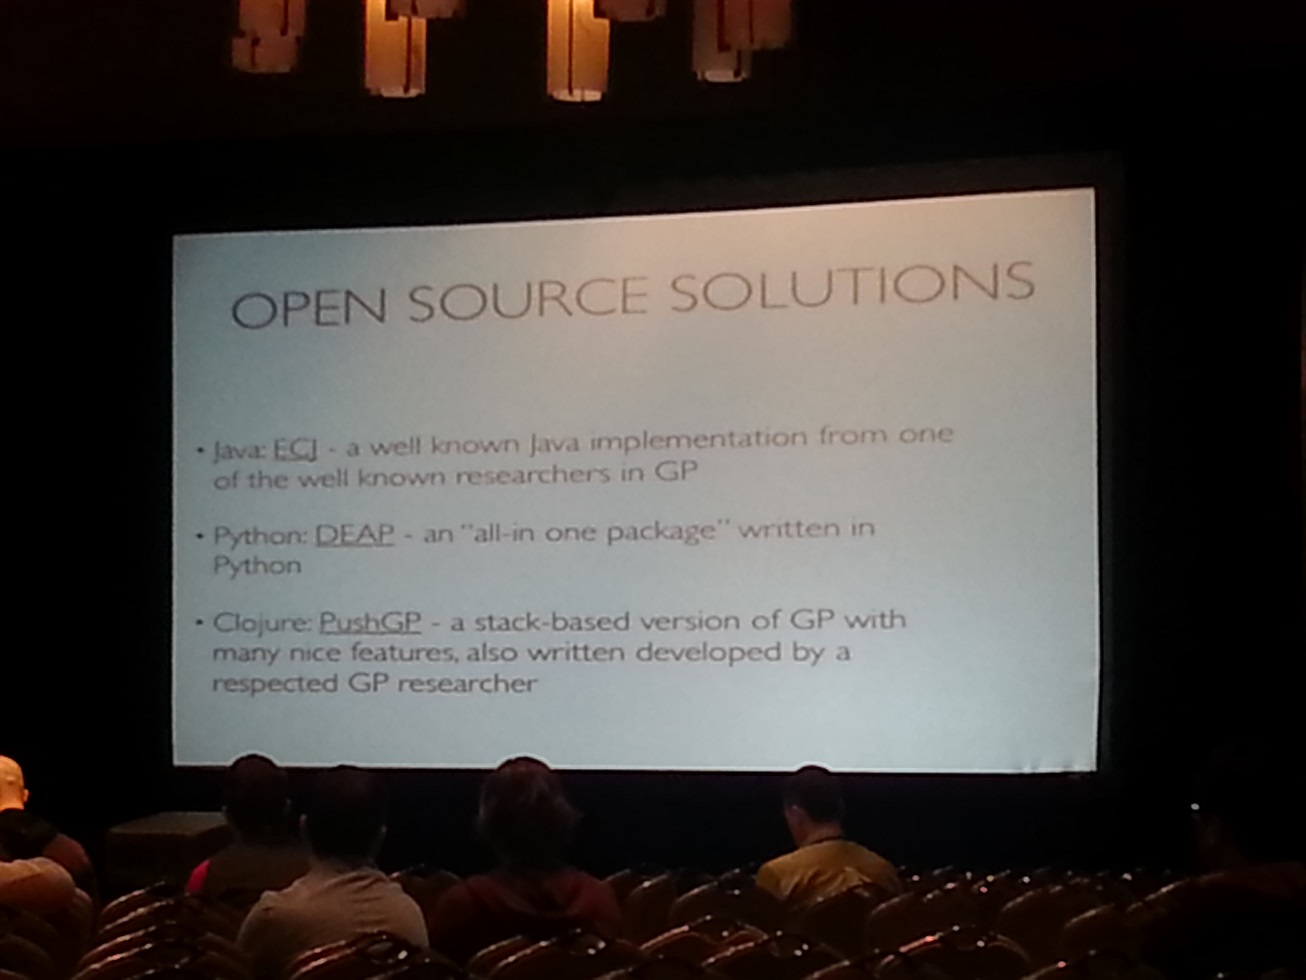 OPEN SOURCE SOLUTIONS
• Java: ECJ - a well known Java implementation from one
of the well known researchers in GP
• Python: DEAP - an "all-in one package" written in
Python
• Clojure: PushGP - a stack-based version of GP with
many nice features, also written developed by a
respected GP researcher